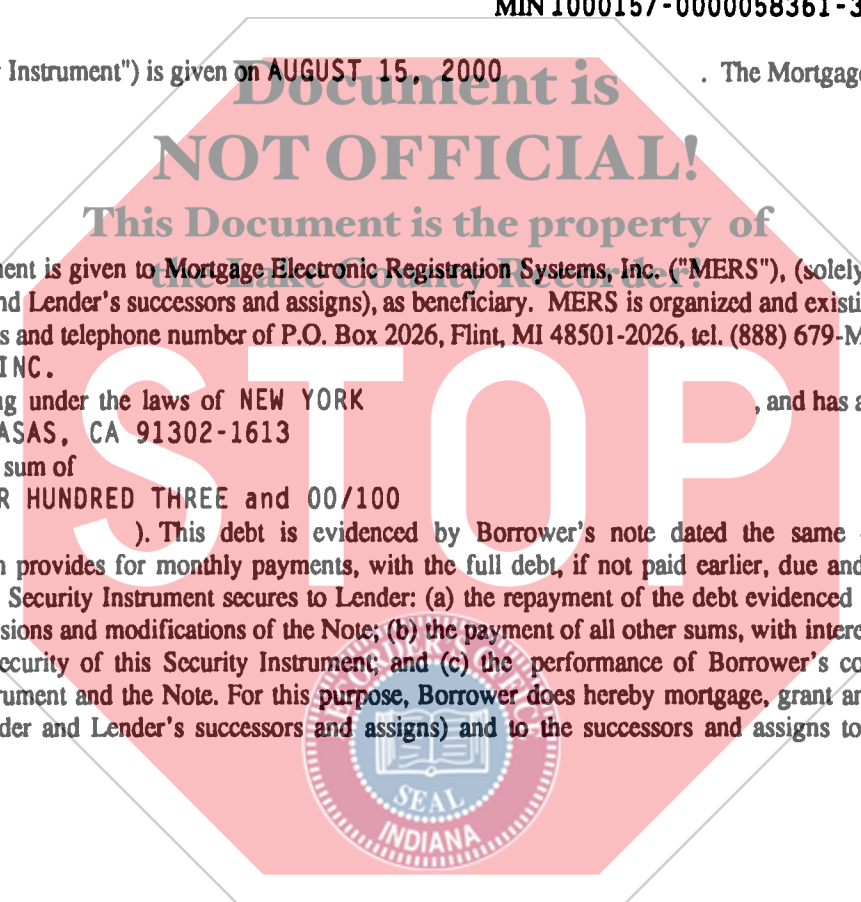 MIN 1000157-0000058361-3
Instrument") is given on AUGUST 15, 2000 . The Mortgag
Document is
NOT OFFICIAL!
This Document is the property of
the Lake County Recorder!
ment is given to Mortgage Electronic Registration Systems, Inc. ("MERS"), (solely
nd Lender's successors and assigns), as beneficiary. MERS is organized and existi
s and telephone number of P.O. Box 2026, Flint, MI 48501-2026, tel. (888) 679-M
INC.
ng under the laws of NEW YORK , and has a
ASAS, CA 91302-1613
sum of
R HUNDRED THREE and 00/100
). This debt is evidenced by Borrower's note dated the same
n provides for monthly payments, with the full debt, if not paid earlier, due and
Security Instrument secures to Lender: (a) the repayment of the debt evidenced
sions and modifications of the Note; (b) the payment of all other sums, with intere
ecurity of this Security Instrument; and (c) the performance of Borrower's co
rument and the Note. For this purpose, Borrower does hereby mortgage, grant an
der and Lender's successors and assigns) and to the successors and assigns to
STOP
RECORDER'S OFFICE
SEAL
INDIANA